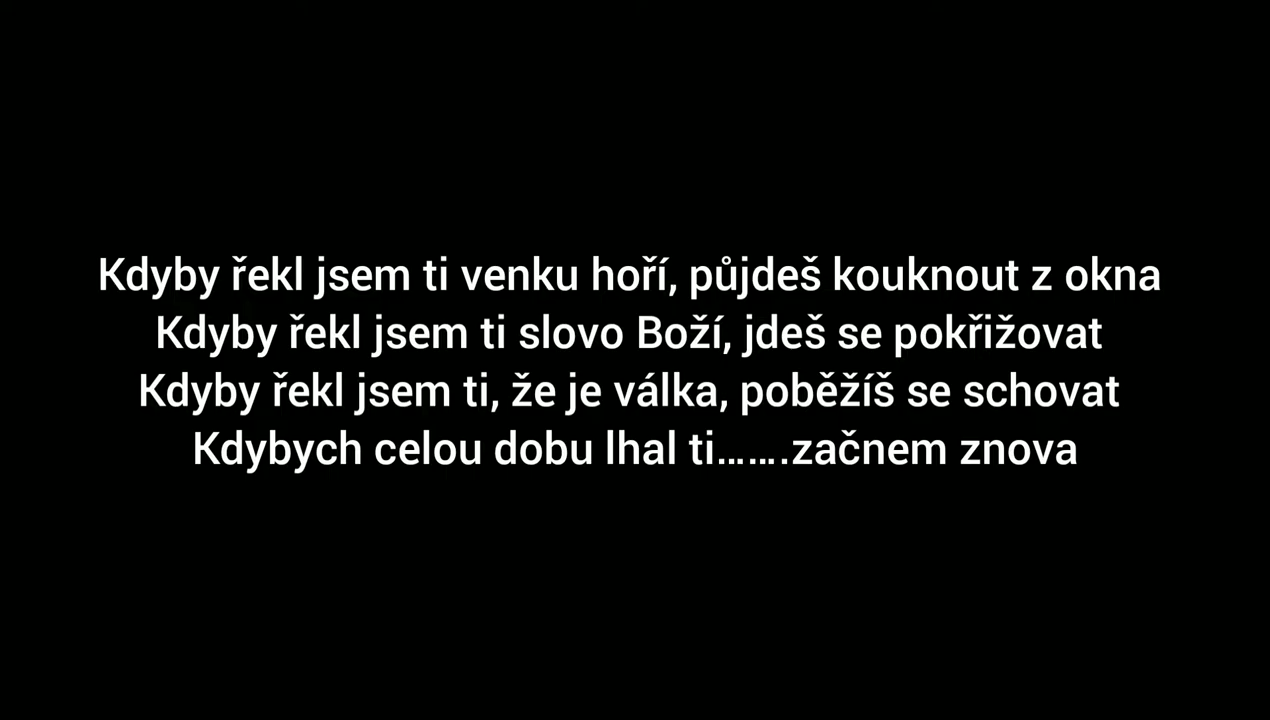 Kdyby řekl jsem ti venku hoří, půjdeš kouknout z okna
Kdyby řekl jsem ti slovo Boží, jdeš se pokřižovat
Kdyby řekl jsem ti, že je válka, poběžíš se schovat
Kdybych celou dobu lhal ti…….začnem znova